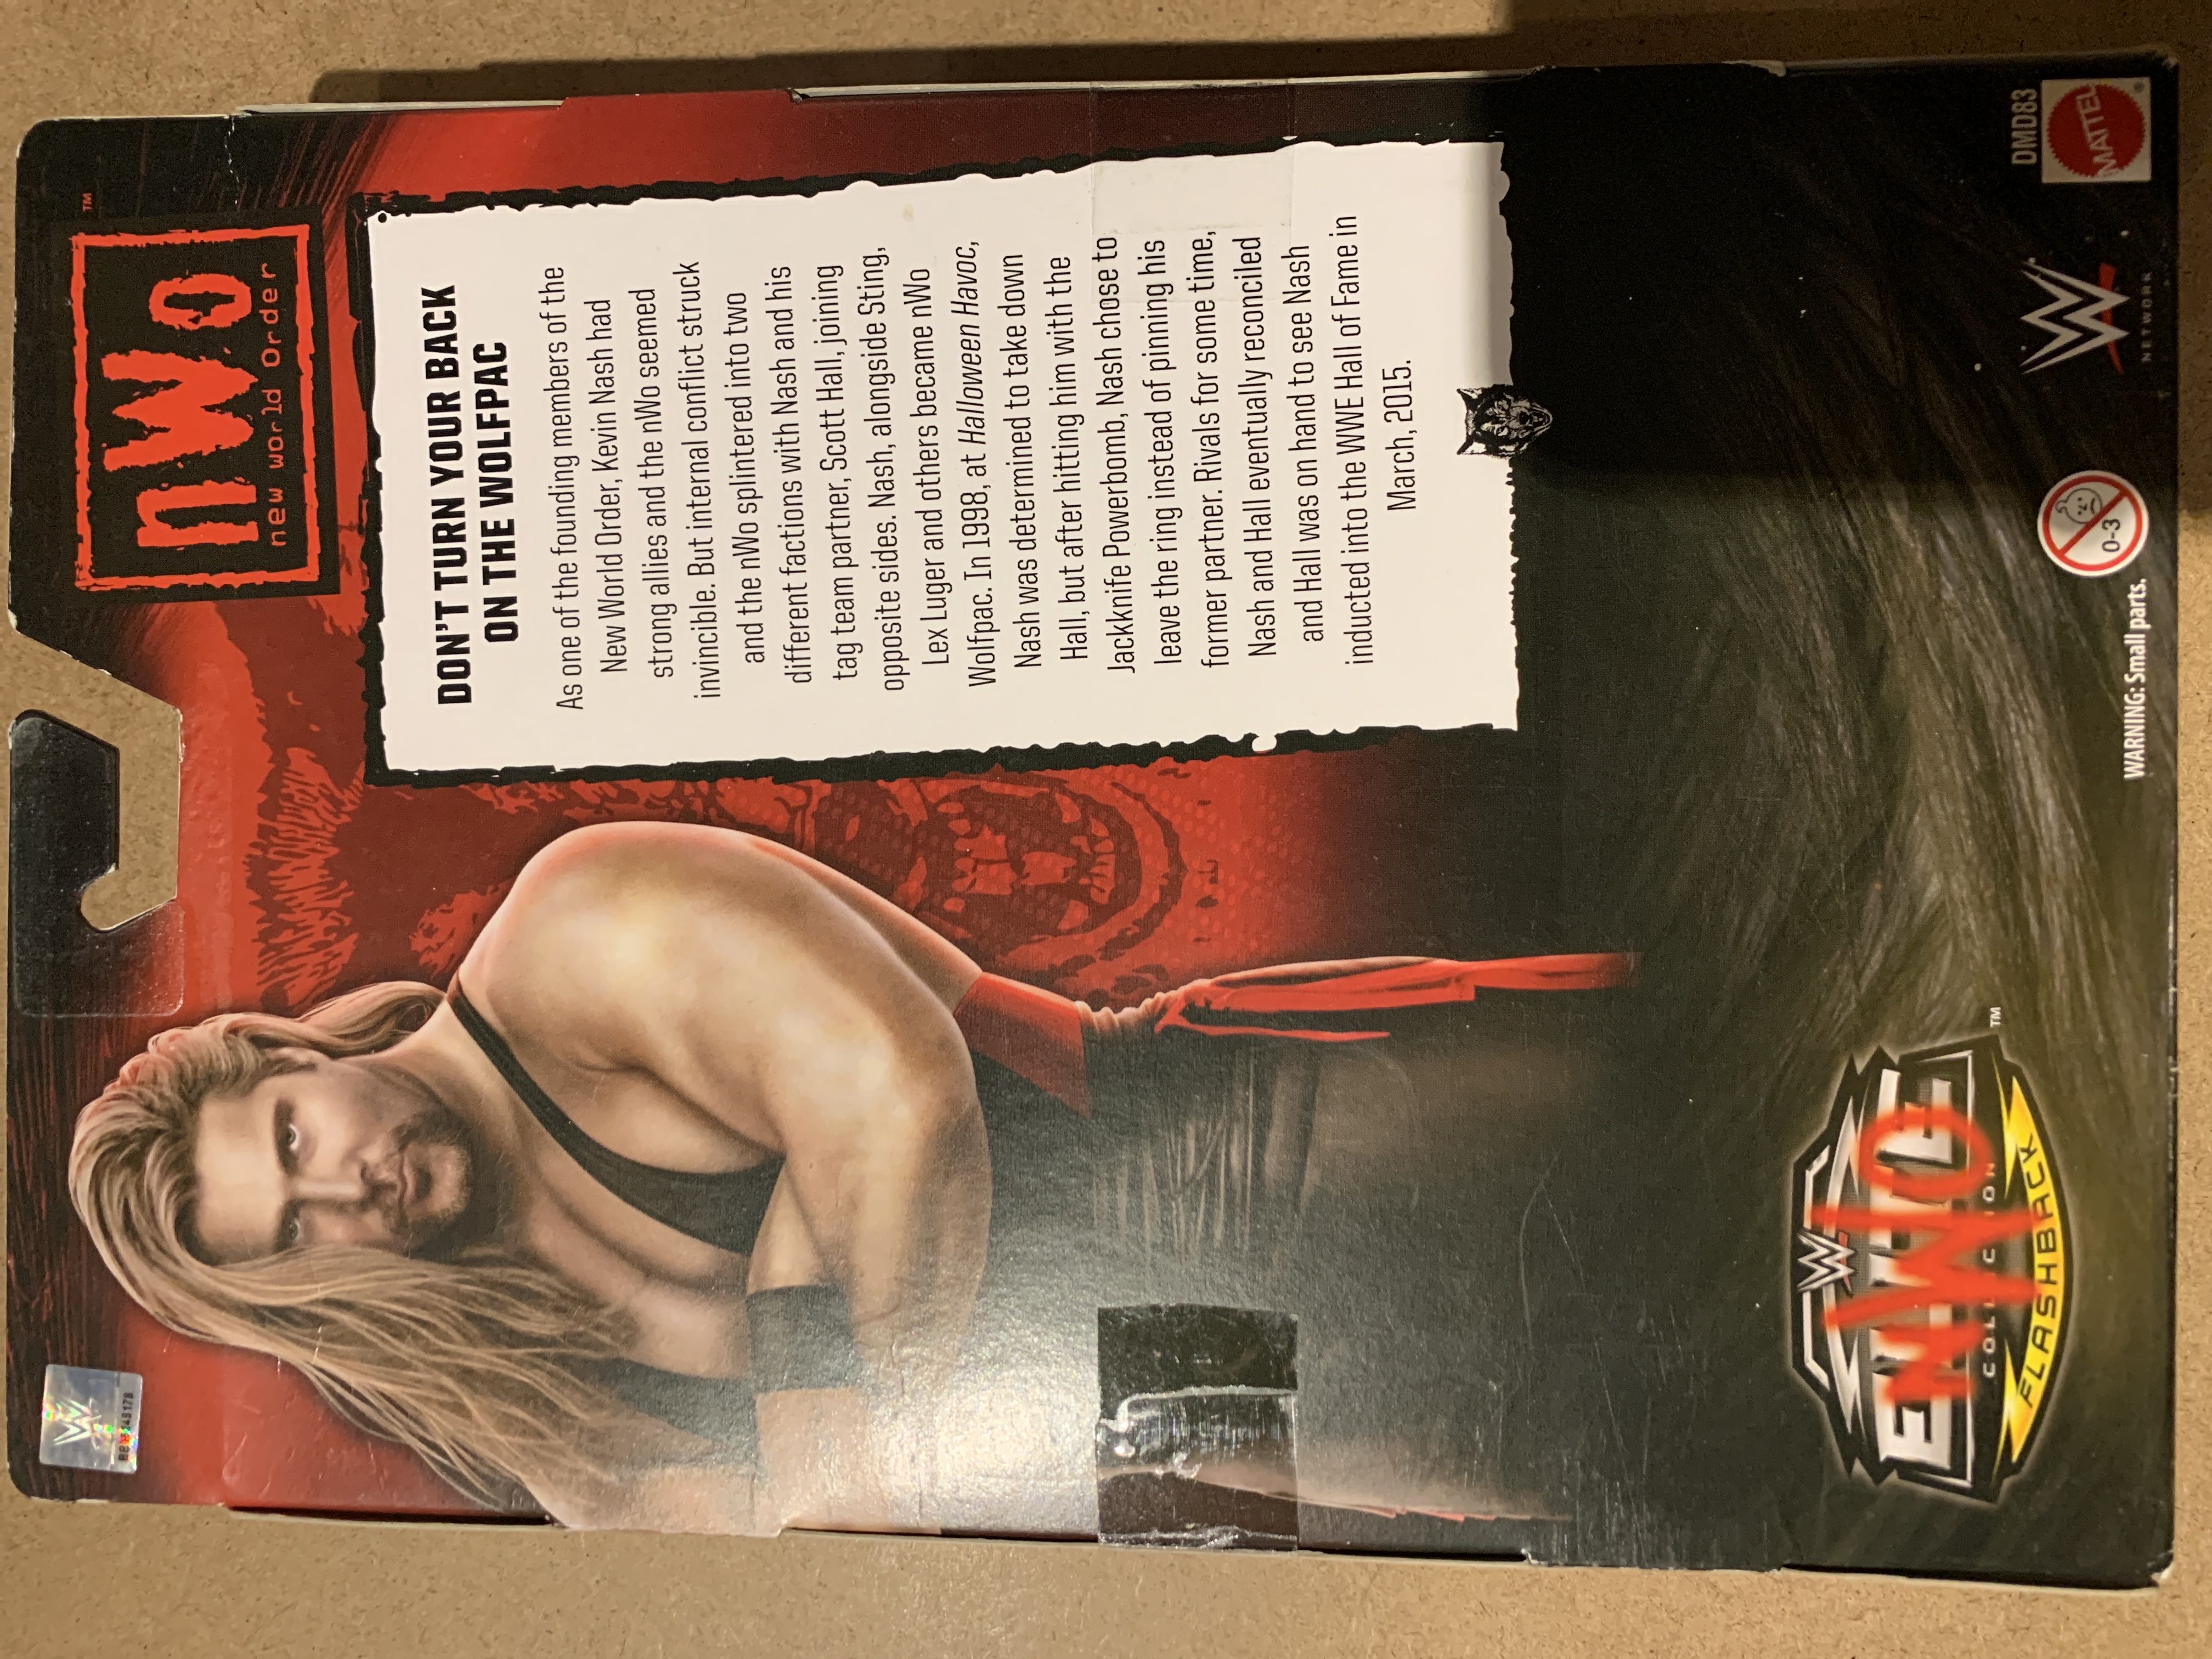 nWo
new world order
TM
DON'T TURN YOUR BACK
ON THE WOLFPAC
As one of the founding members of the
New World Order, Kevin Nash had
strong allies and the nWo seemed
invincible. But internal conflict struck
and the nWo splintered into two
different factions with Nash and his
tag team partner, Scott Hall, joining
opposite sides. Nash, alongside Sting,
Lex Luger and others became nWo
Wolfpac. In 1998, at Halloween Havoc,
Nash was determined to take down
Hall, but after hitting him with the
Jackknife Powerbomb, Nash chose to
leave the ring instead of pinning his
former partner. Rivals for some time,
Nash and Hall eventually reconciled
and Hall was on hand to see Nash
inducted into the WWE Hall of Fame in
March, 2015.
W
nWo
FLASHBACK
TM
WARNING: Small parts.
0-3
W
NETWORK
DMD83
MATTEL
®